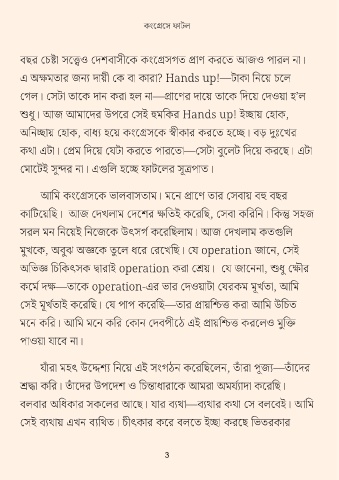 কংগ্রেসে ফাটল
বছর চেষ্টা সত্ত্বেও দেশবাসীকে কংগ্রেসগত প্রাণ করতে আজও পারল না।
এ অক্ষমতার জন্য দায়ী কে বা কারা? Hands up!—টাকা নিয়ে চলে
গেল। সেটা তাকে দান করা হল না—প্রাণের দায়ে তাকে দিয়ে দেওয়া হ’ল
শুধু। আজ আমাদের উপরে সেই হুমকির Hands up! ইচ্ছায় হোক,
অনিচ্ছায় হোক, বাধ্য হয়ে কংগ্রেসকে স্বীকার করতে হচ্ছে। বড় দুঃখের
কথা এটা। প্রেম দিয়ে যেটা করতে পারতো—সেটা বুলেট দিয়ে করছে। এটা
মোটেই সুন্দর না। এগুলি হচ্ছে ফাটলের সূত্রপাত।
আমি কংগ্রেসকে ভালবাসতাম। মনে প্রাণে তার সেবায় বহু বছর
কাটিয়েছি। আজ দেখলাম দেশের ক্ষতিই করেছি, সেবা করিনি। কিন্তু সহজ
সরল মন নিয়েই নিজেকে উৎসর্গ করেছিলাম। আজ দেখলাম কতগুলি
মুখকে, অবুঝ অজ্ঞকে তুলে ধরে রেখেছি। যে operation জানে, সেই
অভিজ্ঞ চিকিৎসক দ্বারাই operation করা শ্রেয়। যে জানেনা, শুধু ক্ষৌর
কর্মে দক্ষ—তাকে operation-এর ভার দেওয়াটা যেরকম মূর্খতা, আমি
সেই মূর্খতাই করেছি। যে পাপ করেছি—তার প্রায়শ্চিত্ত করা আমি উচিত
মনে করি। আমি মনে করি কোন দেবপীঠে এই প্রায়শ্চিত্ত করলেও মুক্তি
পাওয়া যাবে না।
যাঁরা মহৎ উদ্দেশ্য নিয়ে এই সংগঠন করেছিলেন, তাঁরা পূজ্য—তাঁদের
শ্রদ্ধা করি। তাঁদের উপদেশ ও চিন্তাধারাকে আমরা অমর্য্যাদা করেছি।
বলবার অধিকার সকলের আছে। যার ব্যথা—ব্যথার কথা সে বলবেই। আমি
সেই ব্যথায় এখন ব্যথিত। চীৎকার করে বলতে ইচ্ছা করছে ভিতরকার
3